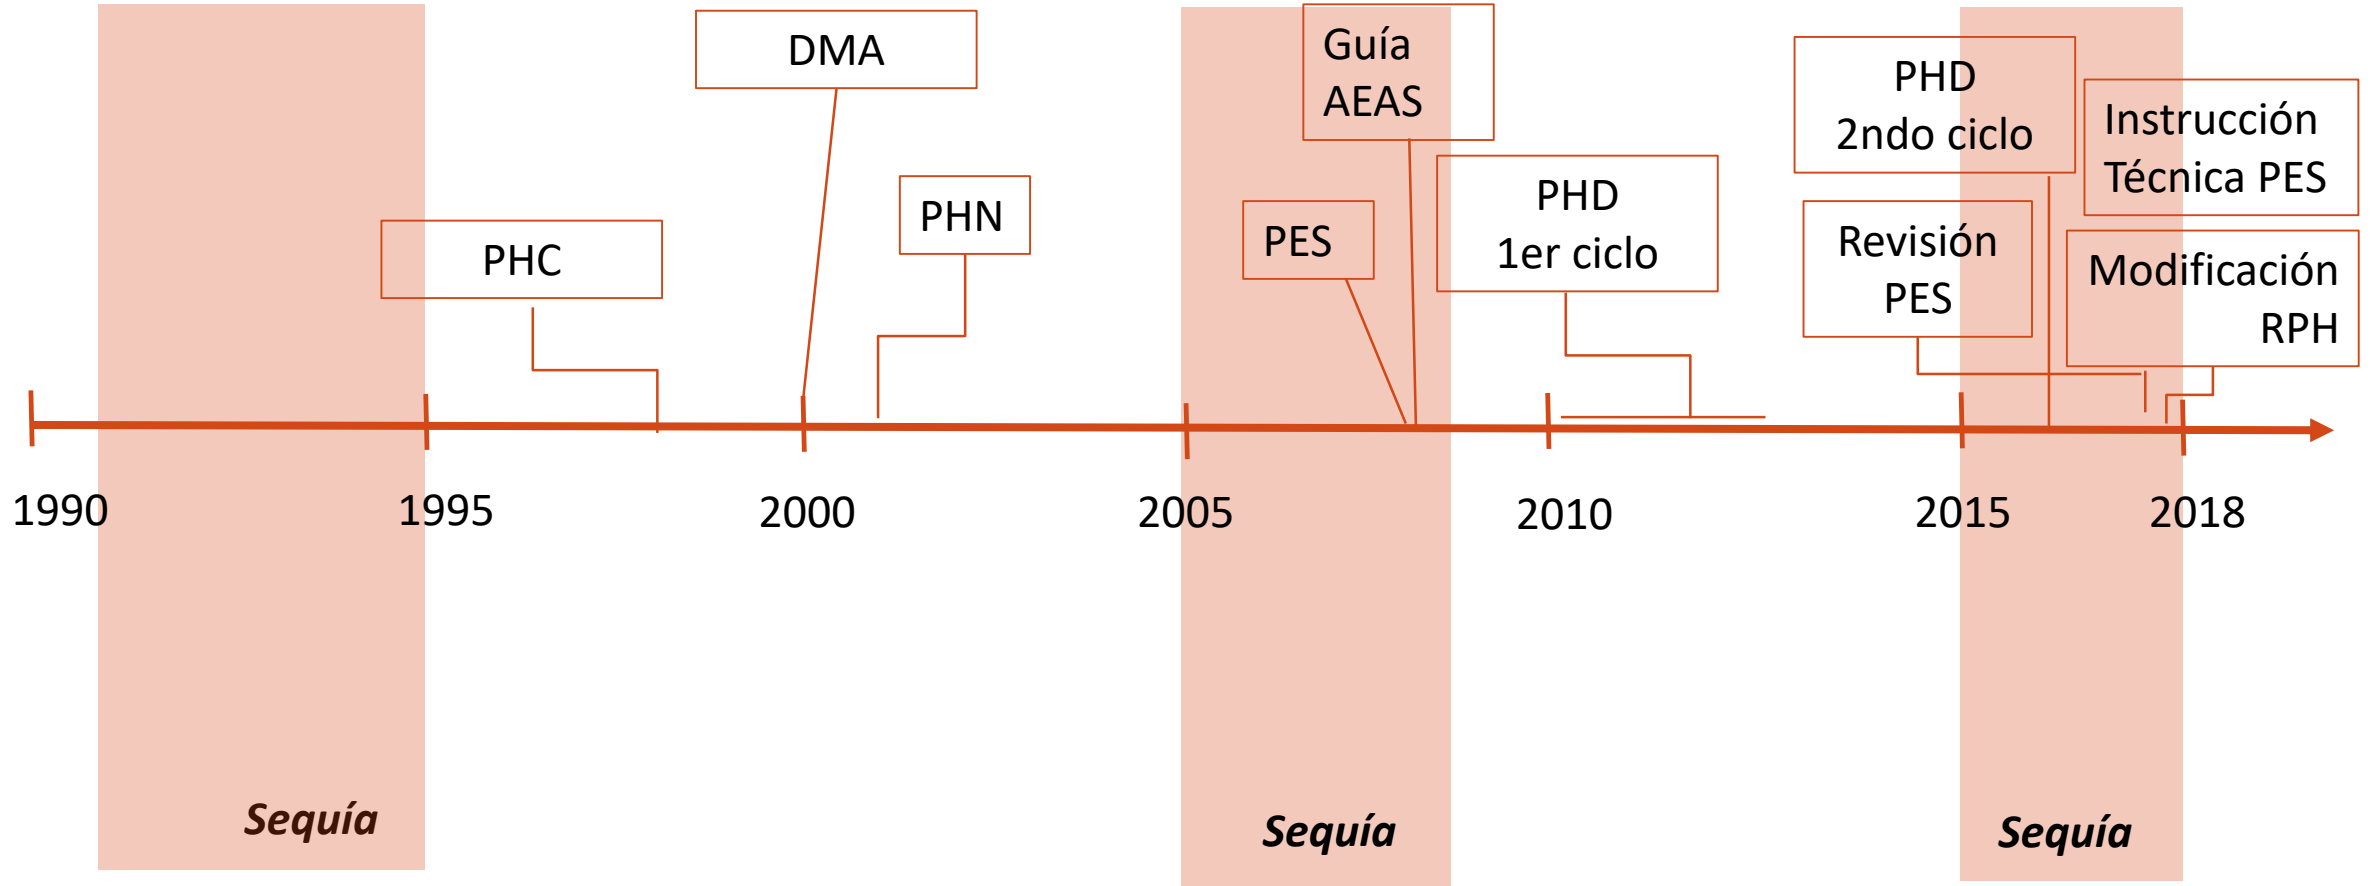 DMA
Guía
AEAS
PHD
2ndo ciclo
Instrucción
Técnica PES
PHC
PHN
PES
PHD
1er ciclo
Revisión
PES
Modificación
RPH
1990
1995
2000
2005
2010
2015
2018
Sequía
Sequía
Sequía